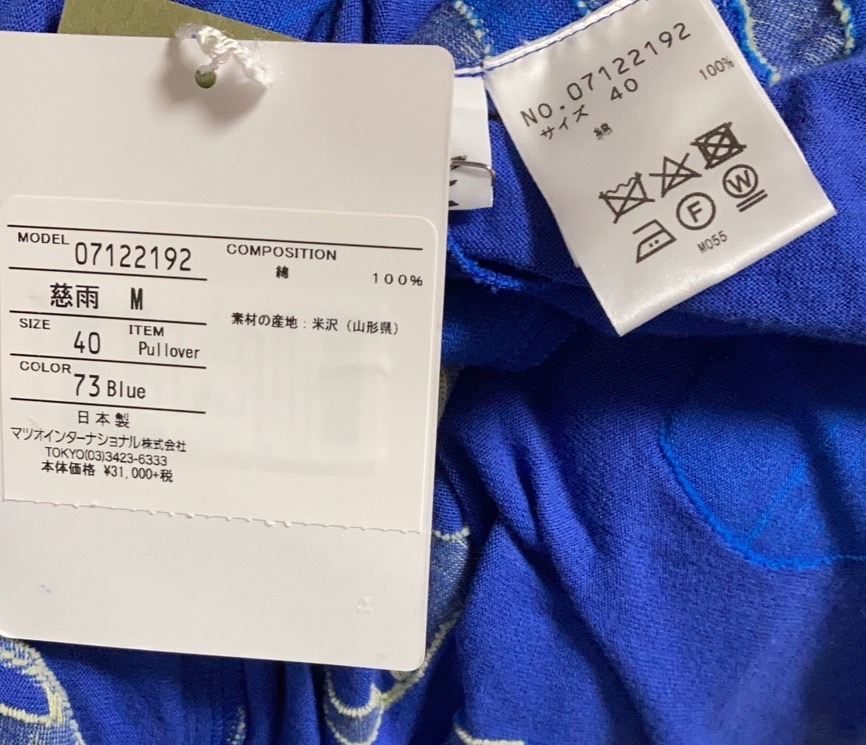 MODEL 07122192
慈雨 M
SIZE 40 ITEM Pullover
COLOR 73 Blue
日本製
マツオインターナショナル株式会社
TOKYO(03)3423-6333
本体価格 ¥31,000+税
COMPOSITION
綿 100%
素材の産地:米沢(山形県)
NO.07122192
サイズ 40
綿 100%
F W
M055